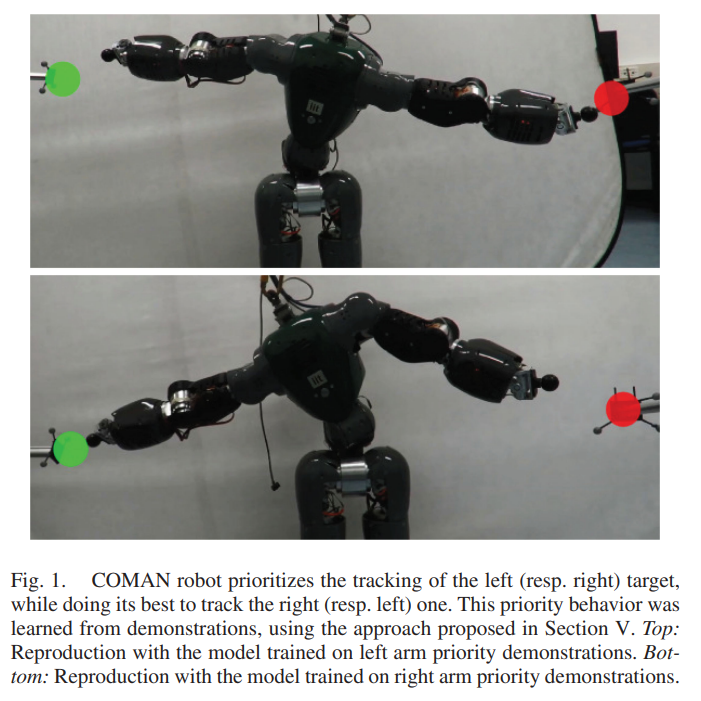 Fig. 1. COMAN robot prioritizes the tracking of the left (resp. right) target,
while doing its best to track the right (resp. left) one. This priority behavior was
learned from demonstrations, using the approach proposed in Section V. Top:
Reproduction with the model trained on left arm priority demonstrations. Bot-
tom: Reproduction with the model trained on right arm priority demonstrations.